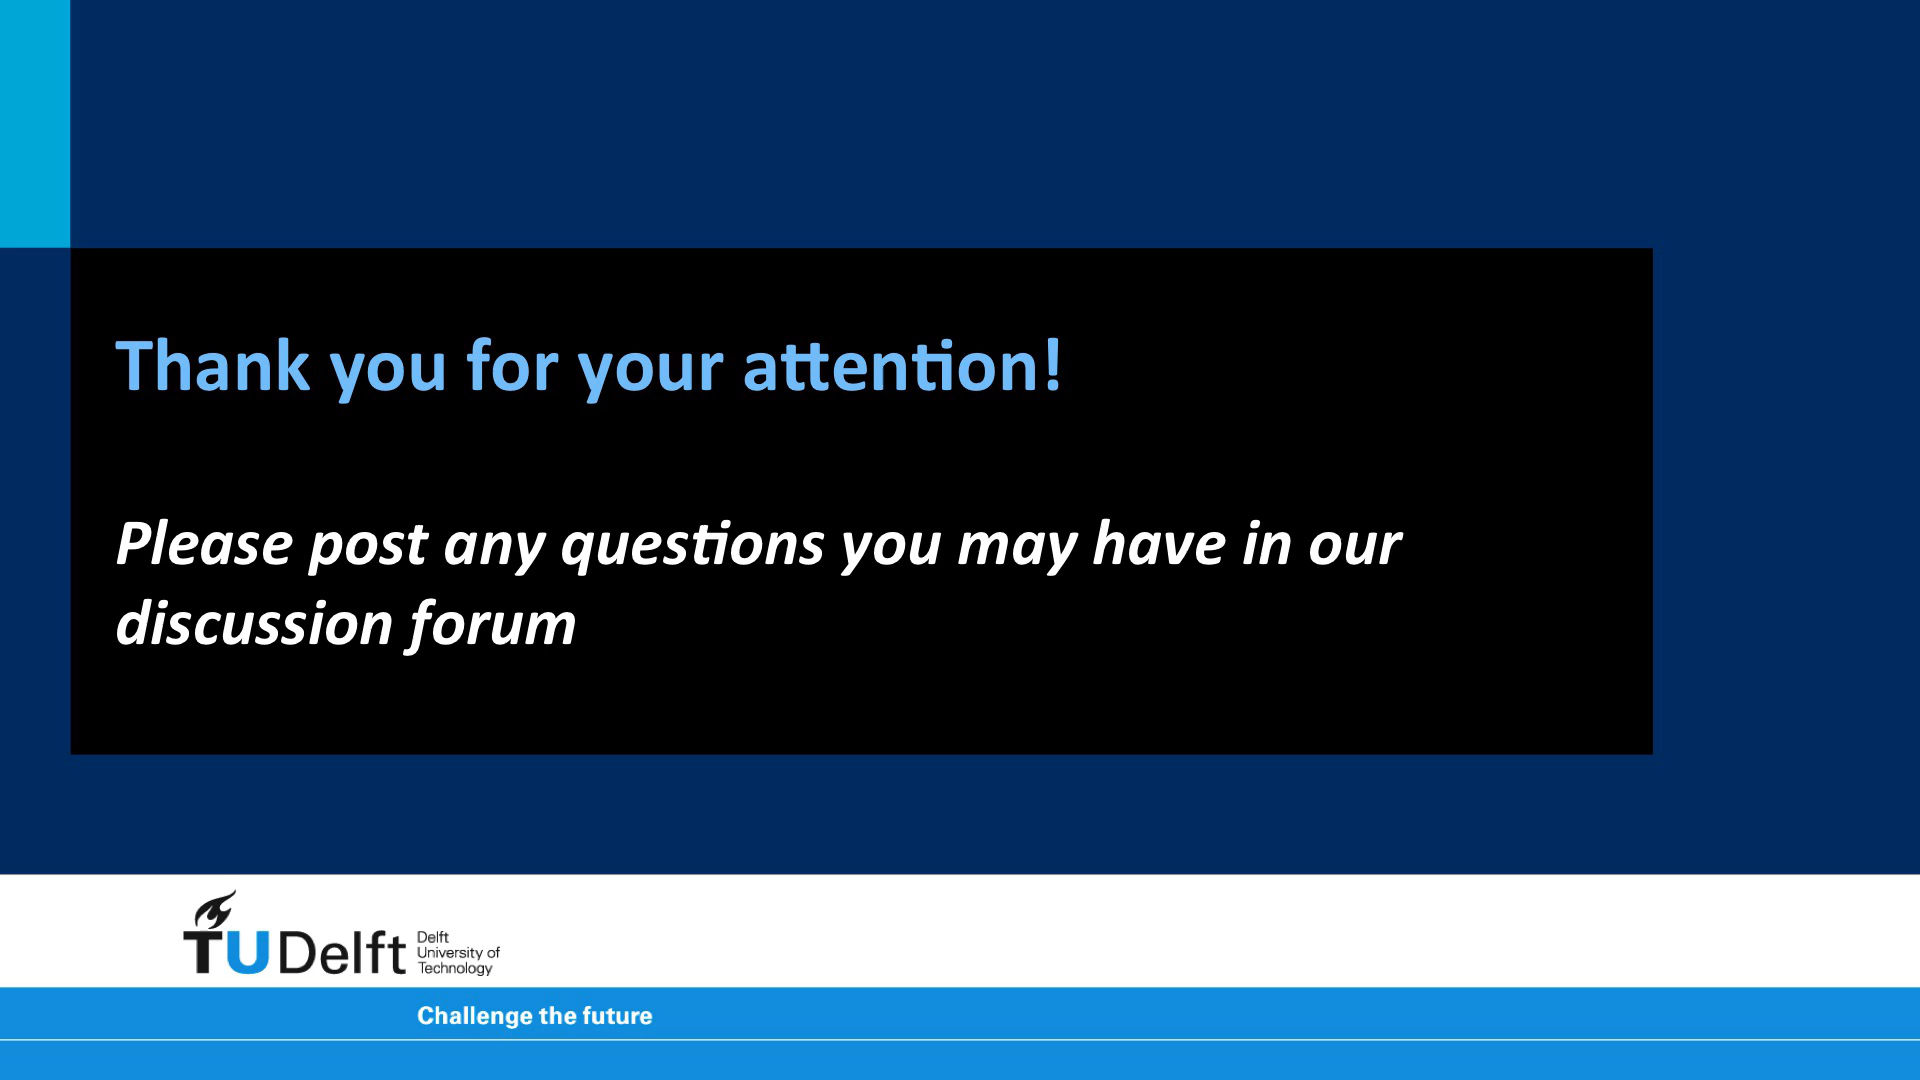 Thank you for your attention!
Please post any questions you may have in our
discussion forum
TUDelft
Delft
University of
Technology
Challenge the future